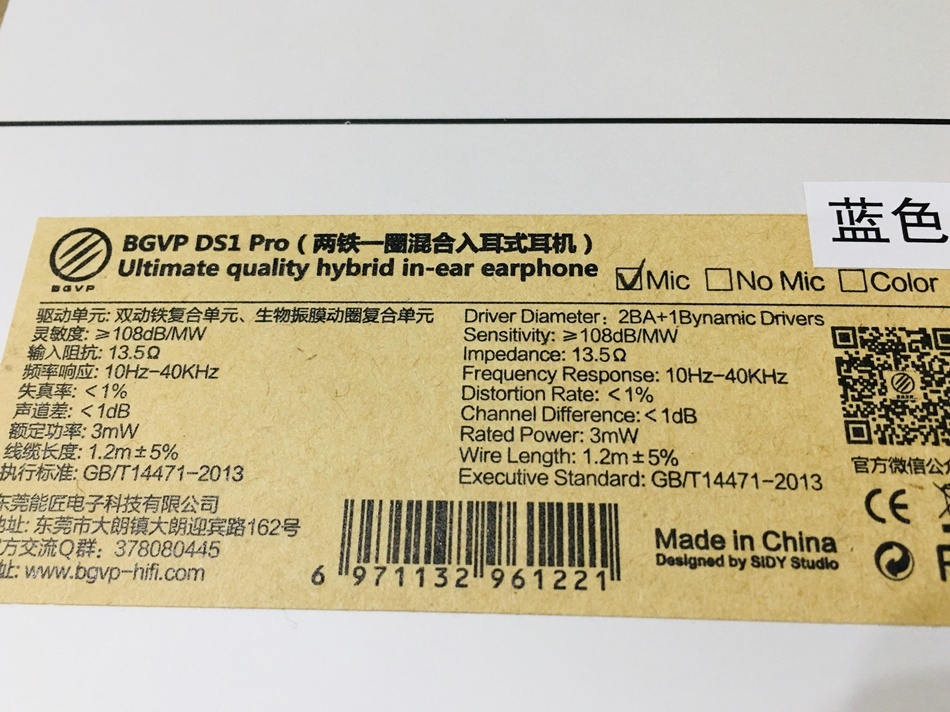 蓝色
BGVP
BGVP DS1 Pro（两铁一圈混合入耳式耳机）
Ultimate quality hybrid in-ear earphone
Mic No Mic Color
驱动单元: 双动铁复合单元、生物振膜动圈复合单元
灵敏度: ≥108dB/MW
输入阻抗: 13.5Ω
频率响应: 10Hz-40KHz
失真率: <1%
声道差: <1dB
额定功率: 3mW
线缆长度: 1.2m±5%
执行标准: GB/T14471-2013
东莞能匠电子科技有限公司
地址: 东莞市大朗镇大朗迎宾路162号
方交流Q群: 378080445
址: www.bgvp-hifi.com
Driver Diameter: 2BA+1Bynamic Drivers
Sensitivity: ≥108dB/MW
Impedance: 13.5Ω
Frequency Response: 10Hz-40KHz
Distortion Rate: <1%
Channel Difference: <1dB
Rated Power: 3mW
Wire Length: 1.2m±5%
Executive Standard: GB/T14471-2013
6 971132 961221
Made in China
Designed by SIDY Studio
官方微信公
CE